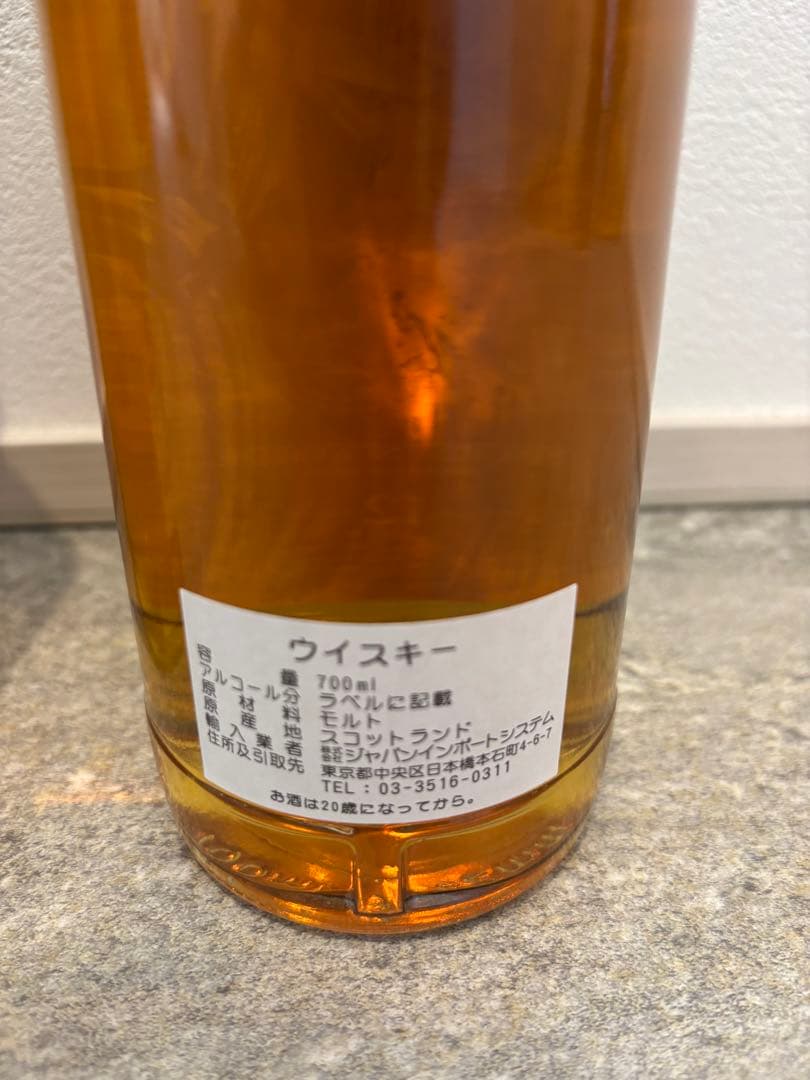 ウイスキー
容量 700ml
アルコール分 ラベルに記載
原材料 モルト
原産地 スコットランド
輸入業者 株式会社ジャパンインポートシステム
住所及引取先 東京都中央区日本橋本石町4-6-7
TEL:03-3516-0311
お酒は20歳になってから。